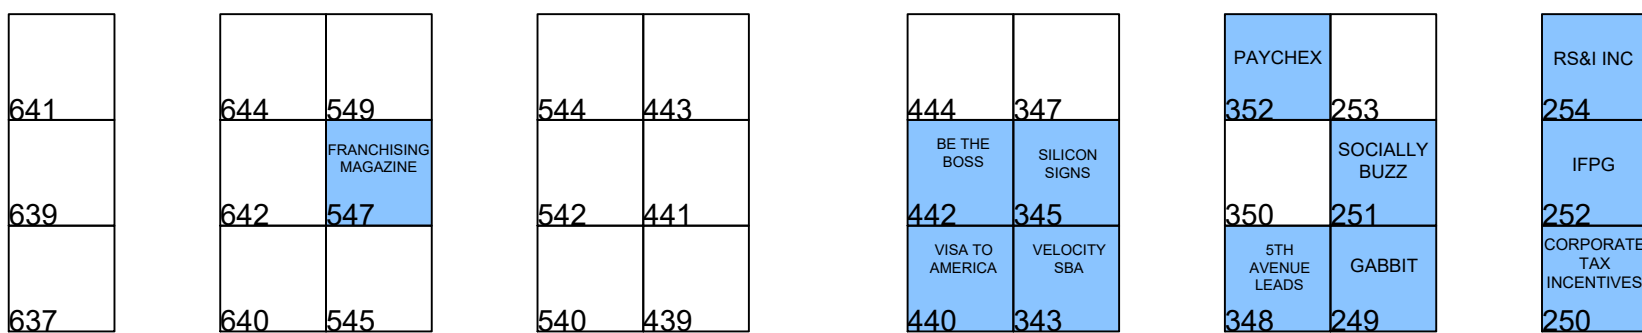 641
644
549
544
443
444
347
PAYCHEX
352
253
RS&I INC
254
639
642
FRANCHISING
MAGAZINE
547
542
441
BE THE
BOSS
442
SILICON
SIGNS
345
350
SOCIALLY
BUZZ
251
IFPG
252
637
640
545
540
439
VISA TO
AMERICA
440
VELOCITY
SBA
343
5TH
AVENUE
LEADS
348
GABBIT
249
CORPORATE
TAX
INCENTIVES
250